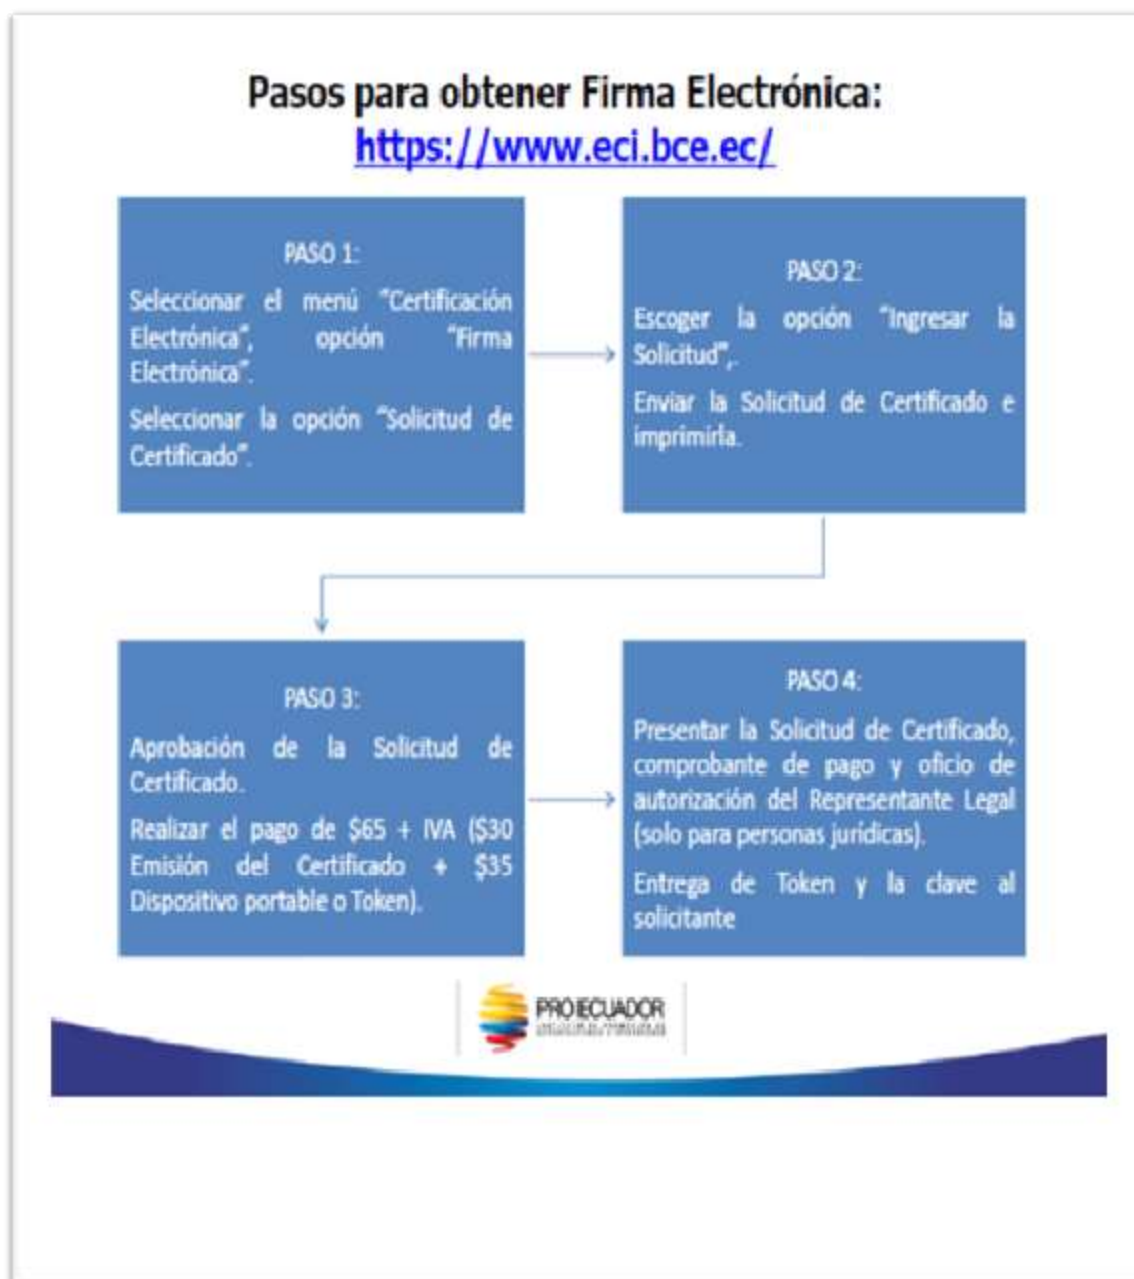 Pasos para obtener Firma Electrónica:
https://www.eci.bce.ec/
PASO 1:
Seleccionar el menú “Certificación
Electrónica”, opción “Firma
Electrónica”.
Seleccionar la opción “Solicitud de
Certificado”.
PASO 2:
Escoger la opción “Ingresar la
Solicitud”,.
Enviar la Solicitud de Certificado e
imprimirla.
PASO 3:
Aprobación de la Solicitud de
Certificado.
Realizar el pago de $65 + IVA ($30
Emisión del Certificado + $35
Dispositivo portable o Token).
PASO 4:
Presentar la Solicitud de Certificado,
comprobante de pago y oficio de
autorización del Representante Legal
(solo para personas jurídicas).
Entrega de Token y la clave al
solicitante
PRO ECUADOR